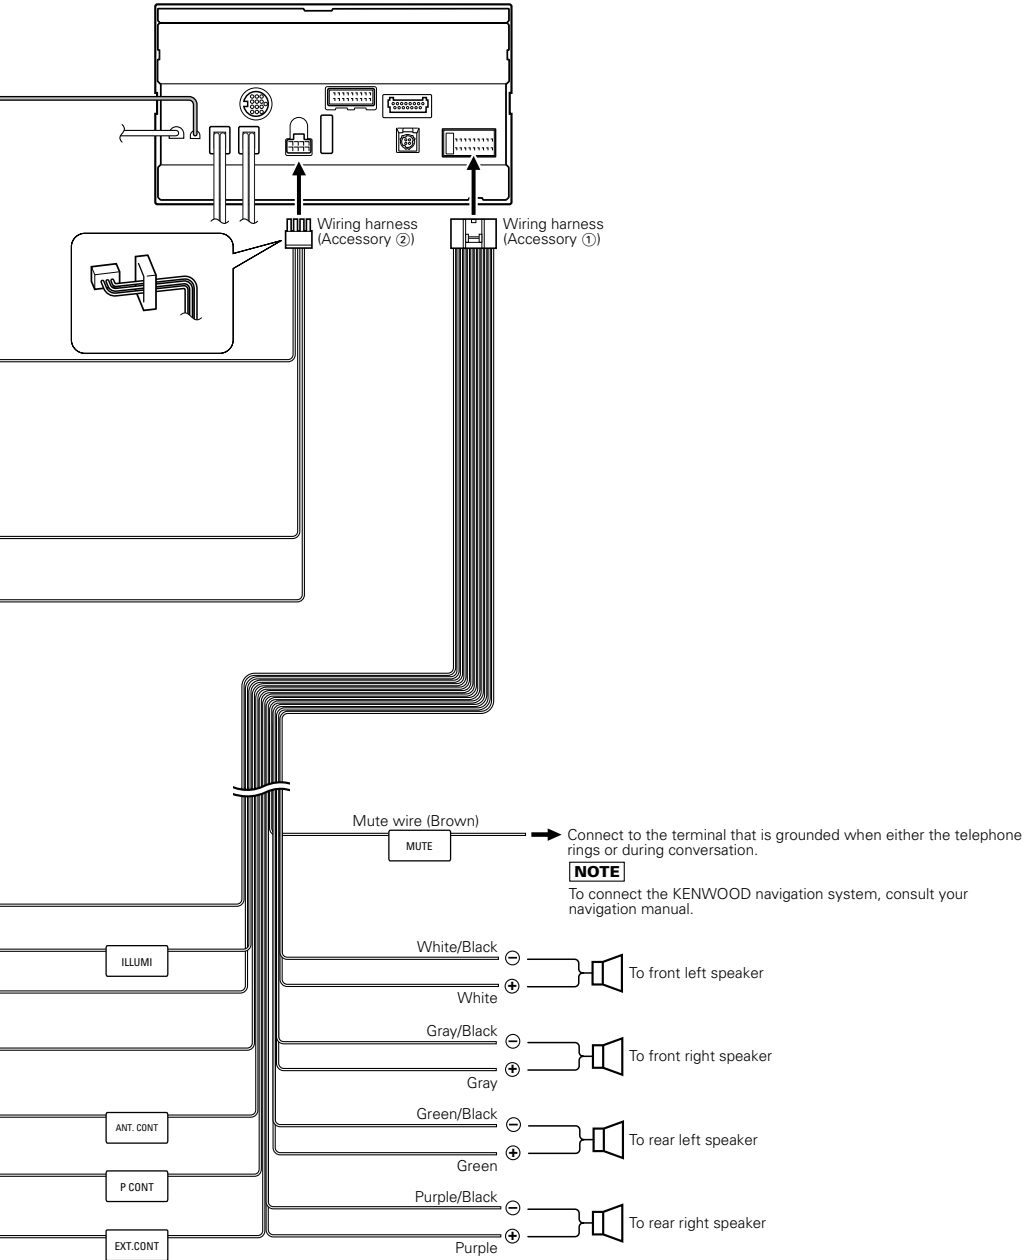 Wiring harness
(Accessory ②)
Wiring harness
(Accessory ①)
Mute wire (Brown)
MUTE
Connect to the terminal that is grounded when either the telephone
rings or during conversation.
NOTE
To connect the KENWOOD navigation system, consult your
navigation manual.
ILLUMI
White/Black
⊖
To front left speaker
⊕
White
Gray/Black
⊖
To front right speaker
⊕
Gray
ANT. CONT
Green/Black
⊖
To rear left speaker
⊕
Green
P CONT
Purple/Black
⊖
To rear right speaker
⊕
EXT.CONT
Purple